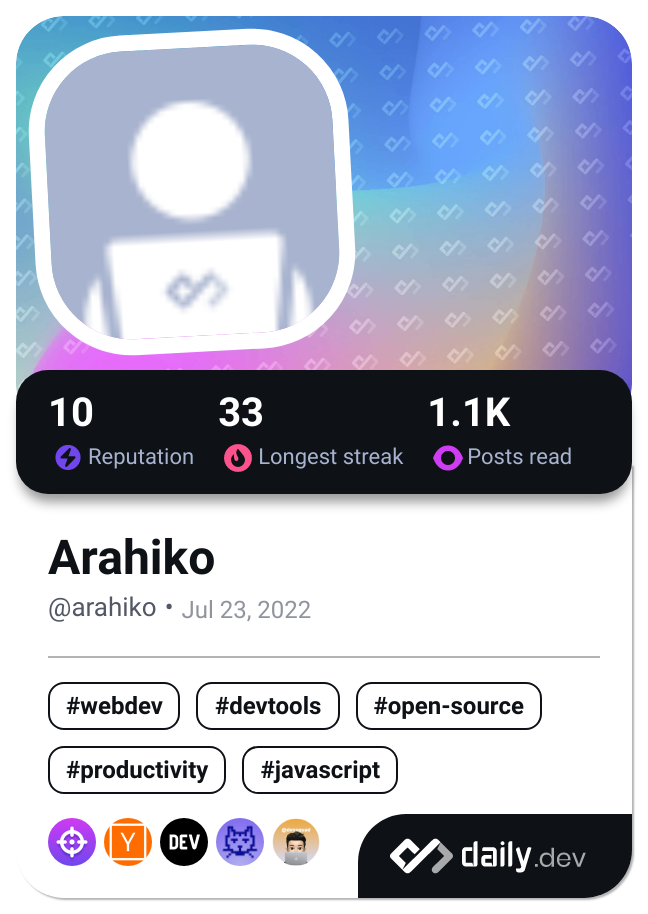 10 33 1.1K
Reputation Longest streak Posts read
Arahiko
@arahiko • Jul 23, 2022
#webdev #devtools #open-source
#productivity #javascript
Y DEV
daily.dev